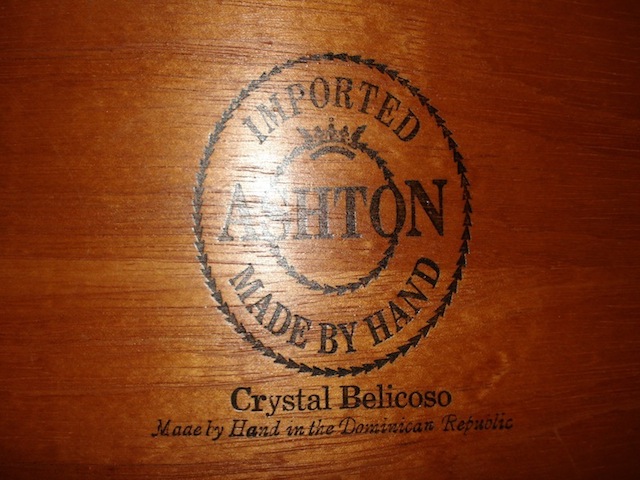 IMPORTED
ASHTON
MADE BY HAND
Crystal Belicoso
Made by Hand in the Dominican Republic